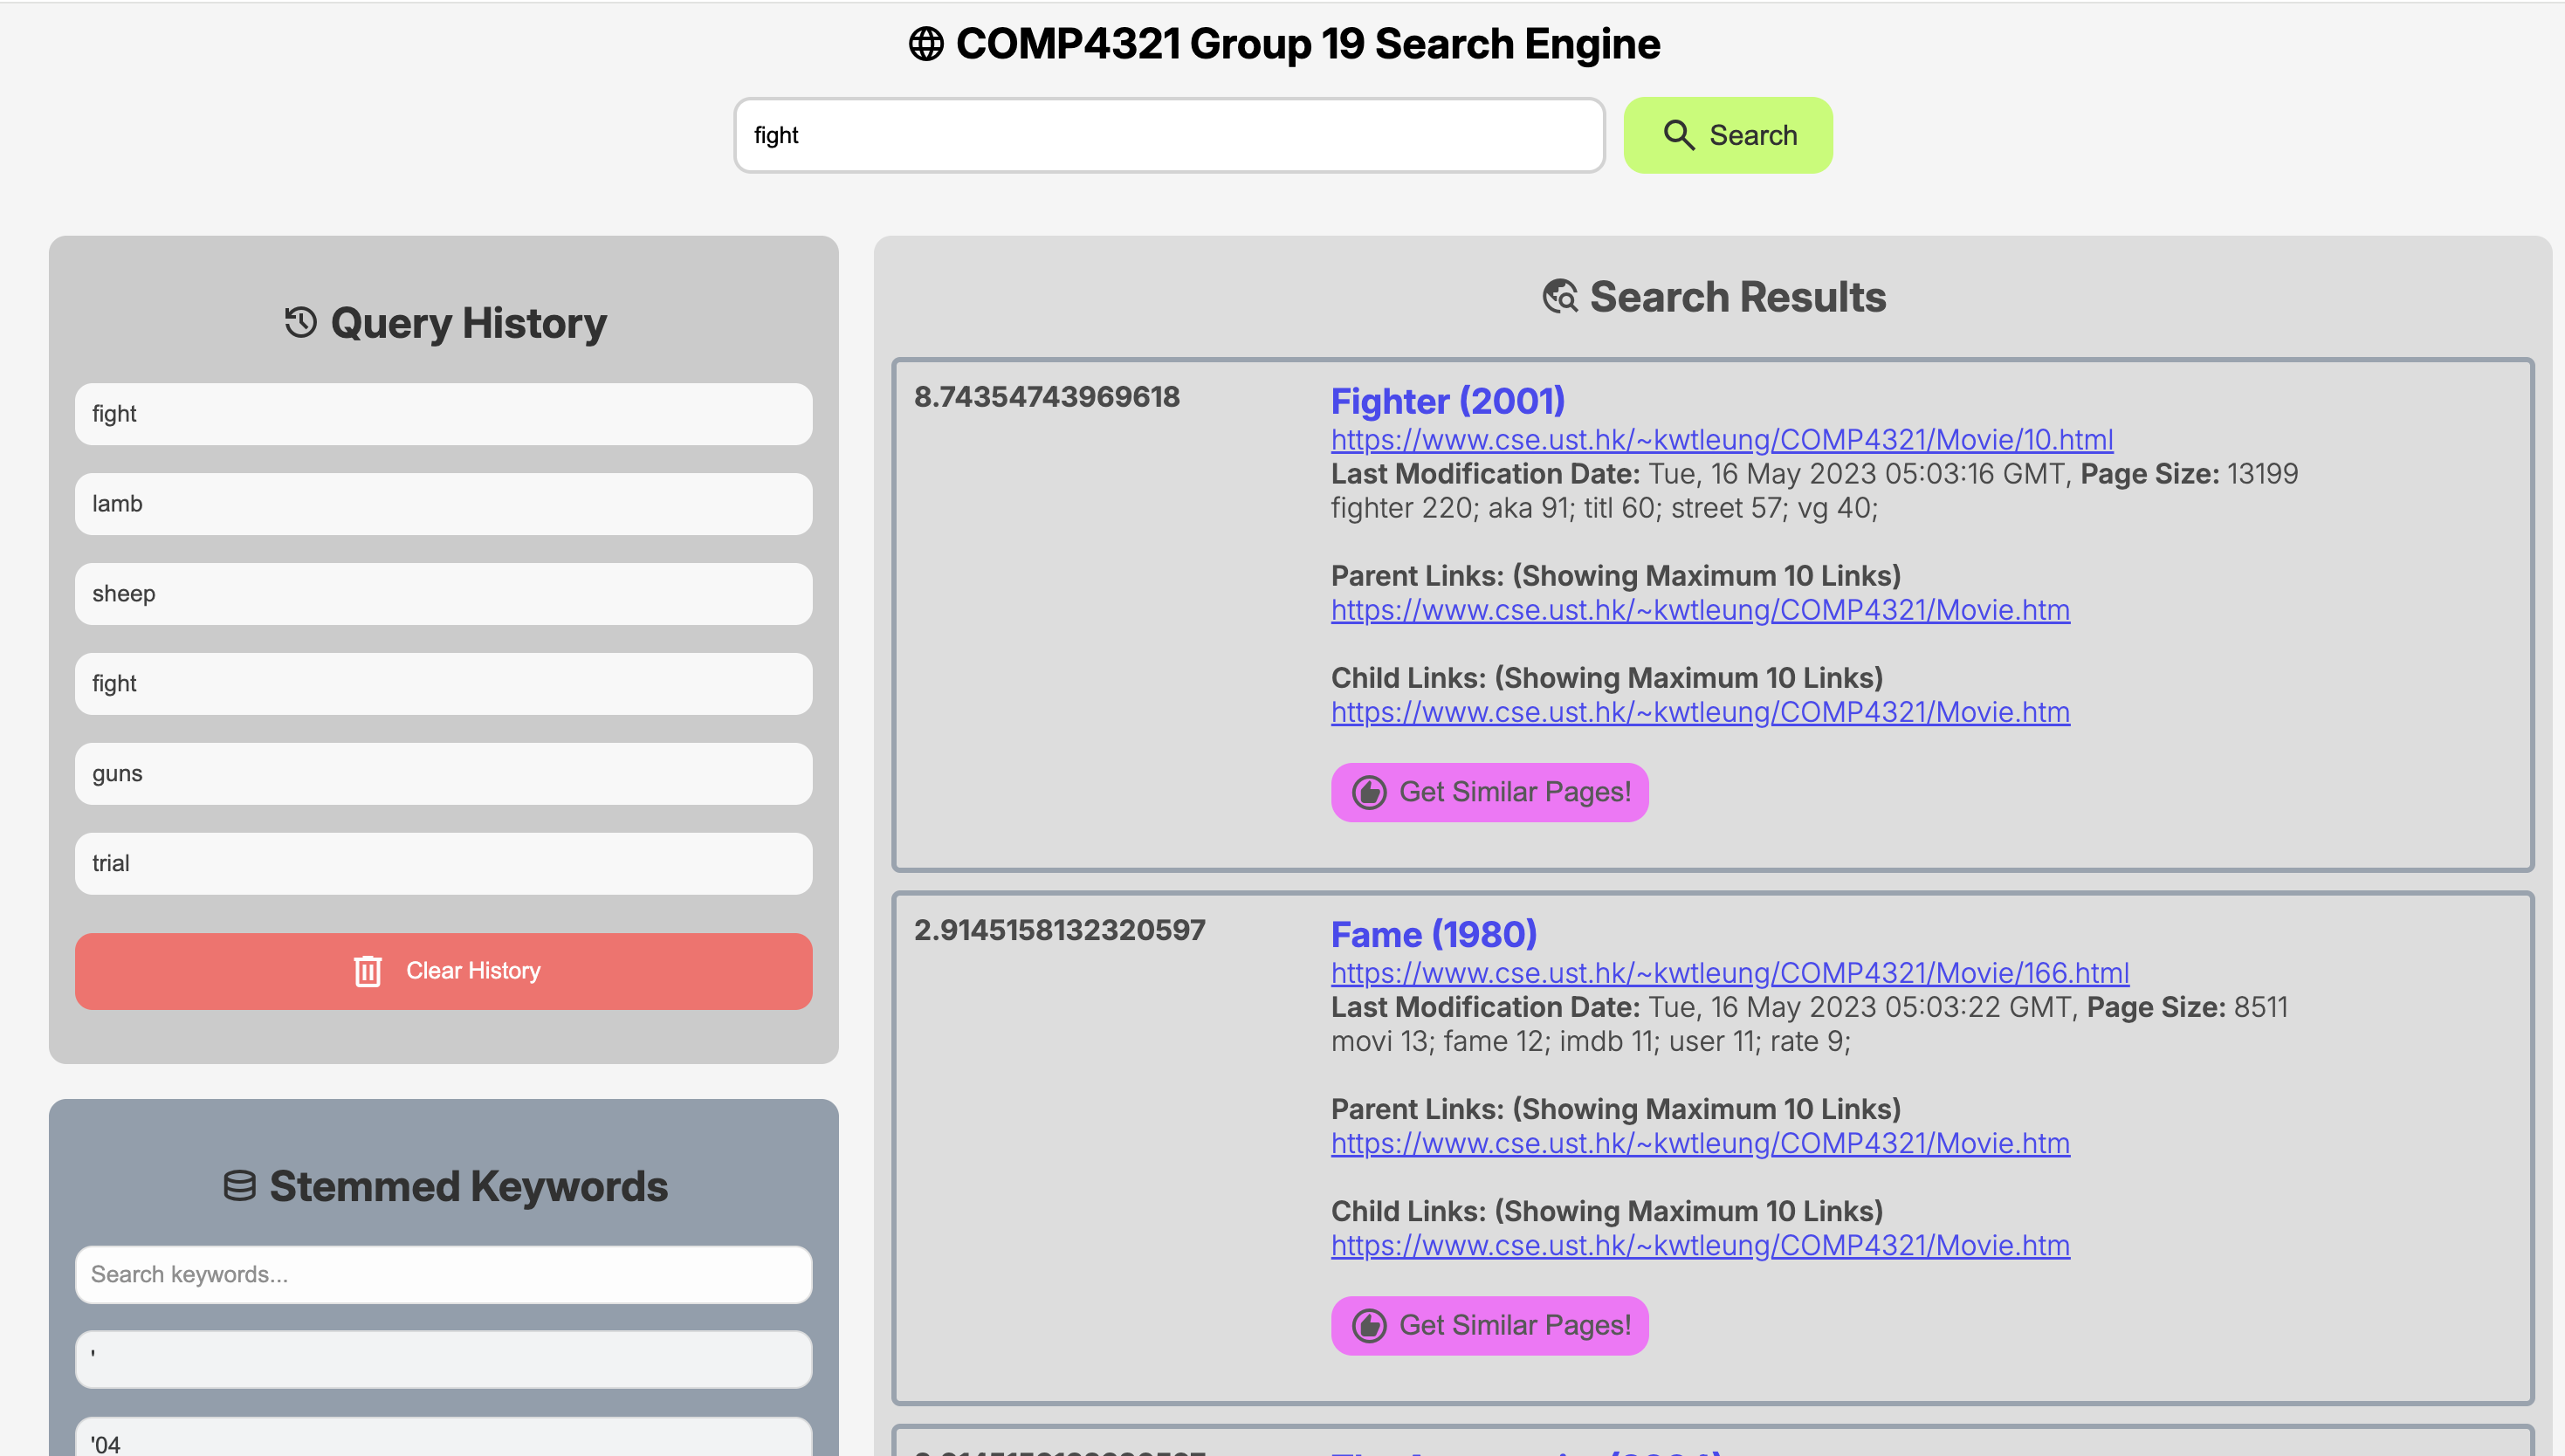 COMP4321 Group 19 Search Engine
fight
Search
Query History
fight
lamb
sheep
fight
guns
trial
Clear History
Stemmed Keywords
Search keywords...
'
'04
Search Results
8.74354743969618
Fighter (2001)
https://www.cse.ust.hk/~kwtleung/COMP4321/Movie/10.html
Last Modification Date: Tue, 16 May 2023 05:03:16 GMT, Page Size: 13199
fighter 220; aka 91; titl 60; street 57; vg 40;
Parent Links: (Showing Maximum 10 Links)
https://www.cse.ust.hk/~kwtleung/COMP4321/Movie.htm
Child Links: (Showing Maximum 10 Links)
https://www.cse.ust.hk/~kwtleung/COMP4321/Movie.htm
Get Similar Pages!
2.9145158132320597
Fame (1980)
https://www.cse.ust.hk/~kwtleung/COMP4321/Movie/166.html
Last Modification Date: Tue, 16 May 2023 05:03:22 GMT, Page Size: 8511
movi 13; fame 12; imdb 11; user 11; rate 9;
Parent Links: (Showing Maximum 10 Links)
https://www.cse.ust.hk/~kwtleung/COMP4321/Movie.htm
Child Links: (Showing Maximum 10 Links)
https://www.cse.ust.hk/~kwtleung/COMP4321/Movie.htm
Get Similar Pages!